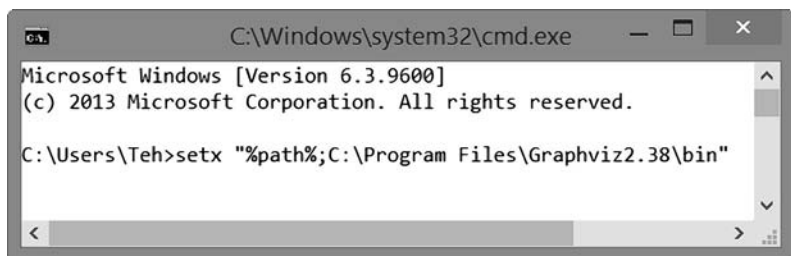 C:\Windows\system32\cmd.exe
Microsoft Windows [Version 6.3.9600]
(c) 2013 Microsoft Corporation. All rights reserved.
C:\Users\Teh>setx "%path%;C:\Program Files\Graphviz2.38\bin"